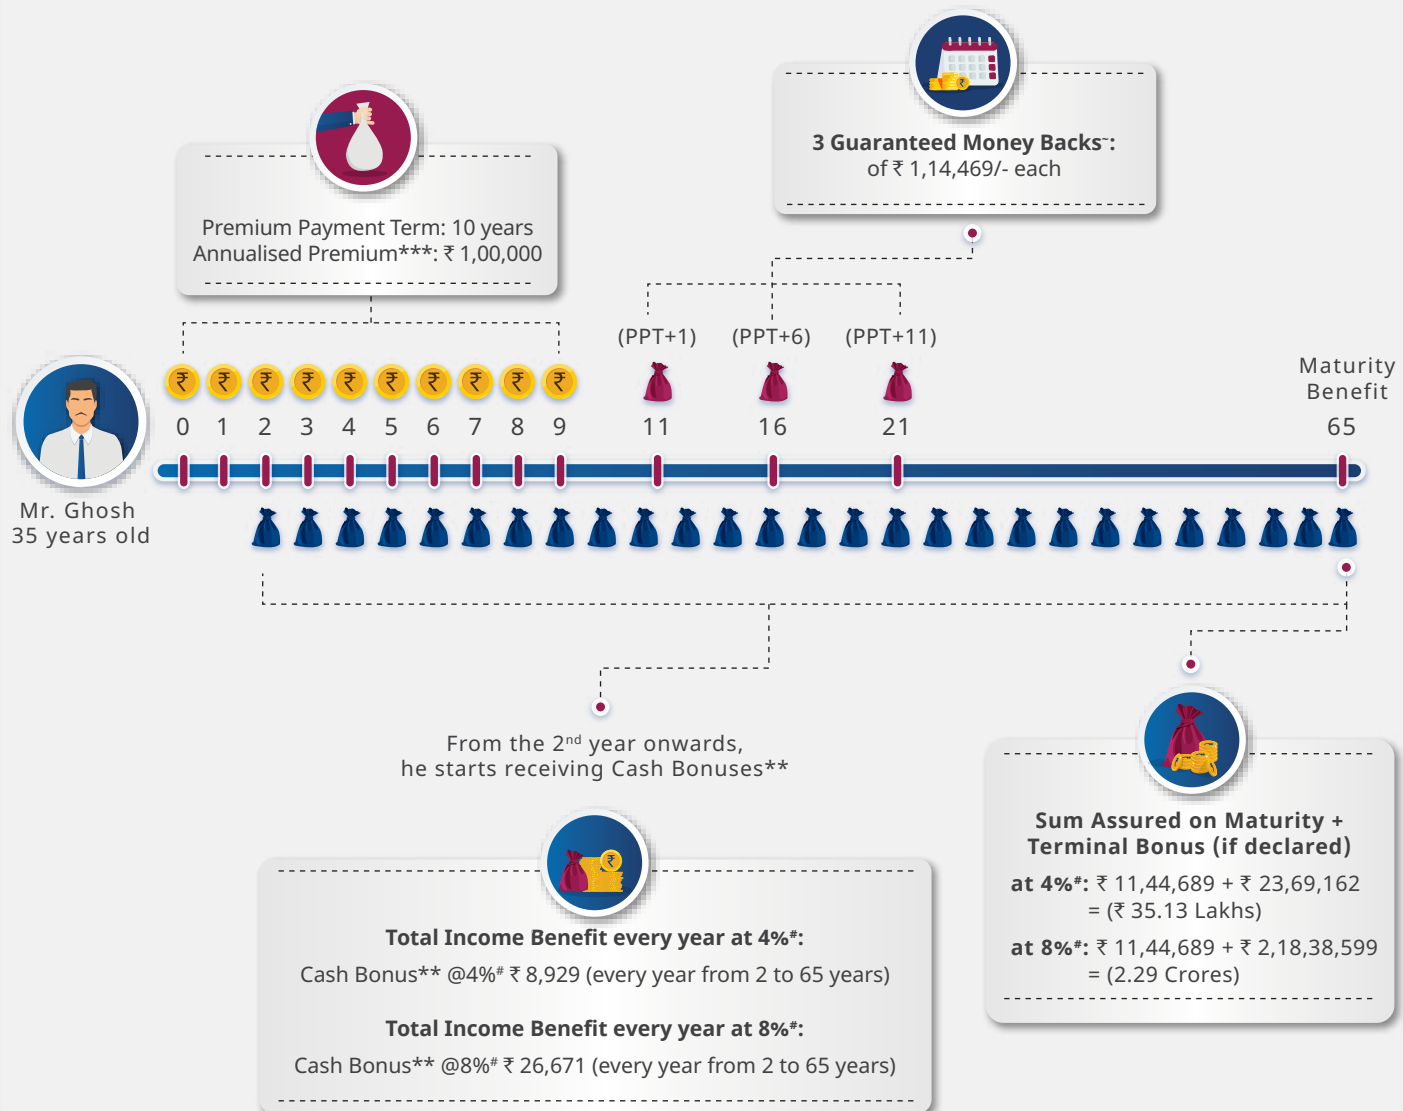 3 Guaranteed Money Backs~:
of ₹ 1,14,469/- each
Premium Payment Term: 10 years
Annualised Premium***: ₹ 1,00,000
(PPT+1) (PPT+6) (PPT+11)
Maturity
Benefit
0 1 2 3 4 5 6 7 8 9 11 16 21 65
Mr. Ghosh
35 years old
From the 2nd year onwards,
he starts receiving Cash Bonuses**
Total Income Benefit every year at 4%#:
Cash Bonus** @4%# ₹ 8,929 (every year from 2 to 65 years)
Total Income Benefit every year at 8%#:
Cash Bonus** @8%# ₹ 26,671 (every year from 2 to 65 years)
Sum Assured on Maturity +
Terminal Bonus (if declared)
at 4%#: ₹ 11,44,689 + ₹ 23,69,162
= (₹ 35.13 Lakhs)
at 8%#: ₹ 11,44,689 + ₹ 2,18,38,599
= (2.29 Crores)